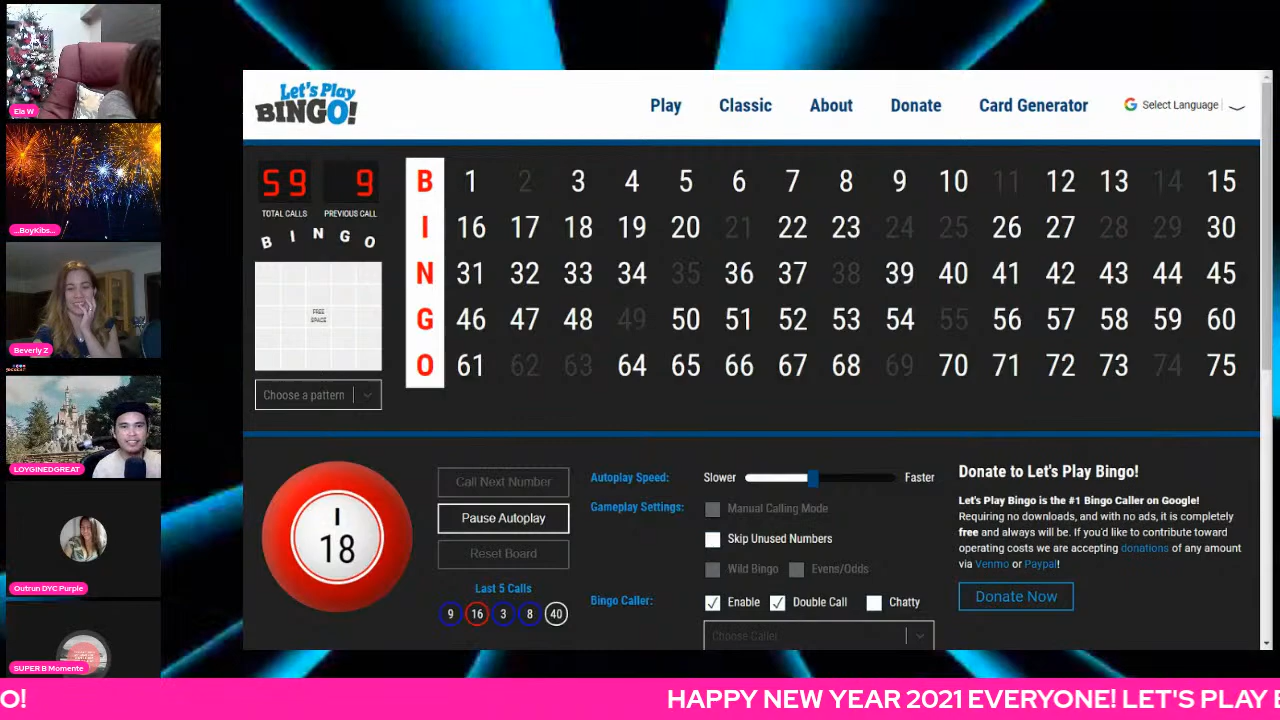 Ela W
...BoyKibs...
Beverly Z
LOYGINEDGREAT
Outrun DYC Purple
SUPER B Momente
Let's Play
BINGO!
Play Classic About Donate Card Generator Select Language
59 9
TOTAL CALLS PREVIOUS CALL
B I N G O
FREE
SPACE
Choose a pattern
B 1 2 3 4 5 6 7 8 9 10 11 12 13 14 15
I 16 17 18 19 20 21 22 23 24 25 26 27 28 29 30
N 31 32 33 34 35 36 37 38 39 40 41 42 43 44 45
G 46 47 48 49 50 51 52 53 54 55 56 57 58 59 60
O 61 62 63 64 65 66 67 68 69 70 71 72 73 74 75
I
18
Call Next Number
Pause Autoplay
Reset Board
Last 5 Calls
9 16 3 8 40
Autoplay Speed: Slower Faster
Gameplay Settings: Manual Calling Mode
Skip Unused Numbers
Wild Bingo Evens/Odds
Bingo Caller: Enable Double Call Chatty
Choose Caller
Donate to Let's Play Bingo!
Let's Play Bingo is the #1 Bingo Caller on Google!
Requiring no downloads, and with no ads, it is completely
free and always will be. If you'd like to contribute toward
operating costs we are accepting donations of any amount
via Venmo or Paypal!
Donate Now
O! HAPPY NEW YEAR 2021 EVERYONE! LET'S PLAY B